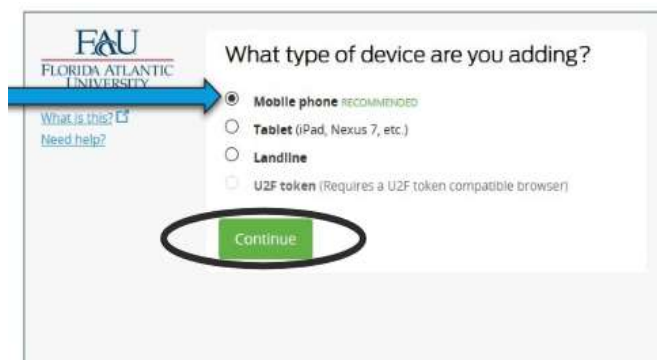 FAU
FLORIDA ATLANTIC
UNIVERSITY
What is this?
Need help?
What type of device are you adding?
Mobile phone RECOMMENDED
Tablet (iPad, Nexus 7, etc.)
Landline
U2F token (Requires a U2F token compatible browser)
Continue